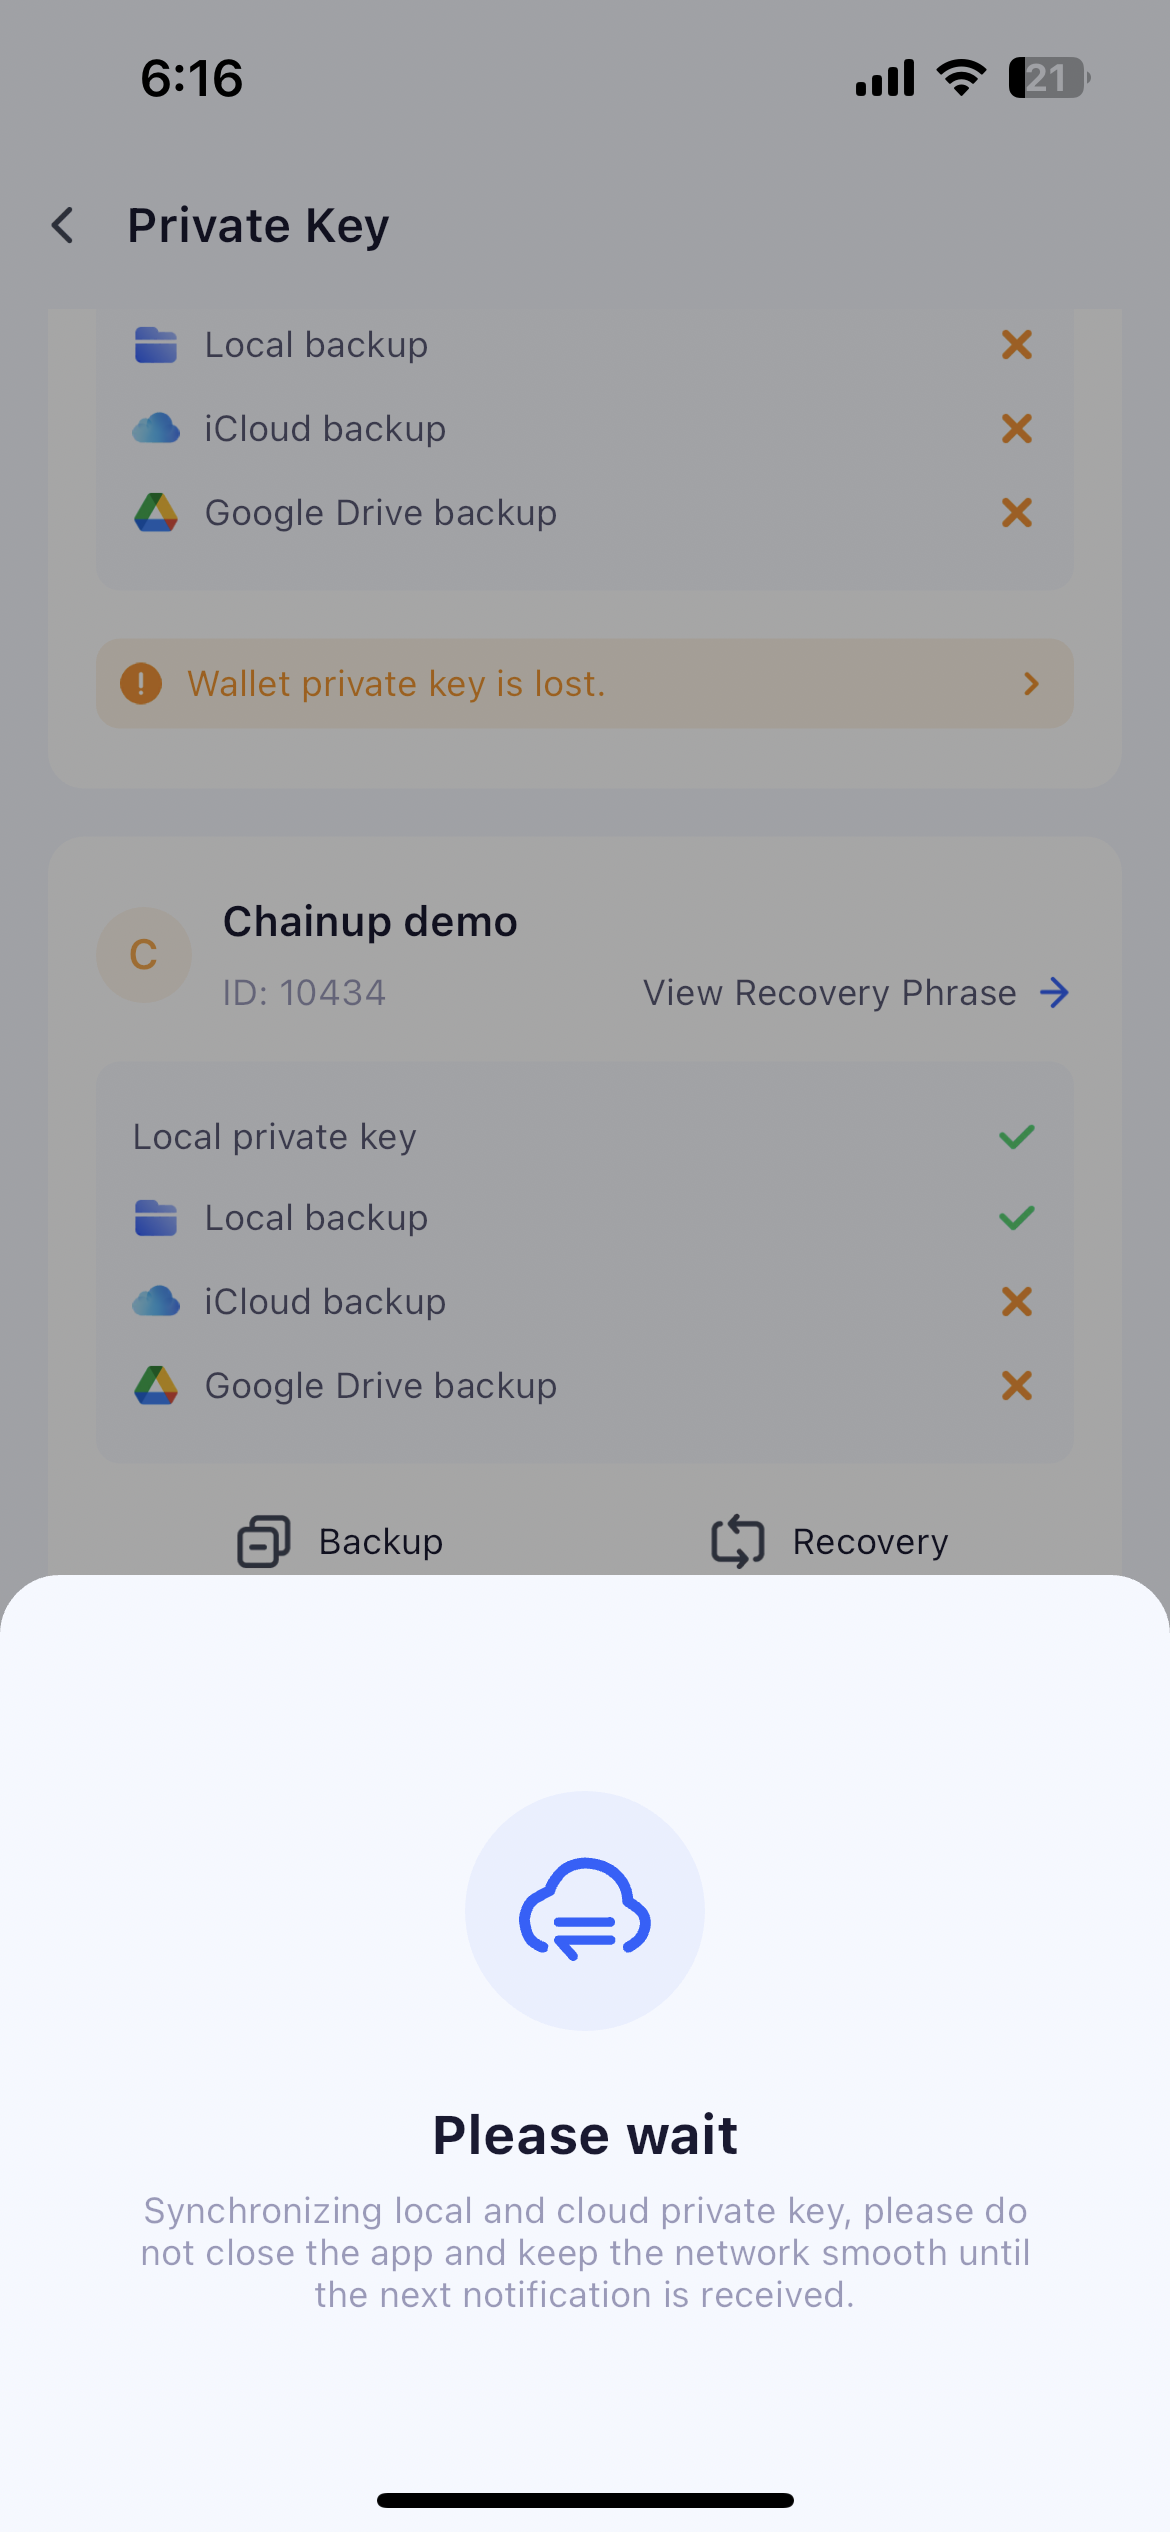 6:16
21
Private Key
Local backup
iCloud backup
Google Drive backup
Wallet private key is lost.
Chainup demo
C
ID: 10434
View Recovery Phrase
Local private key
Local backup
iCloud backup
Google Drive backup
Backup
Recovery
Please wait
Synchronizing local and cloud private key, please do
not close the app and keep the network smooth until
the next notification is received.